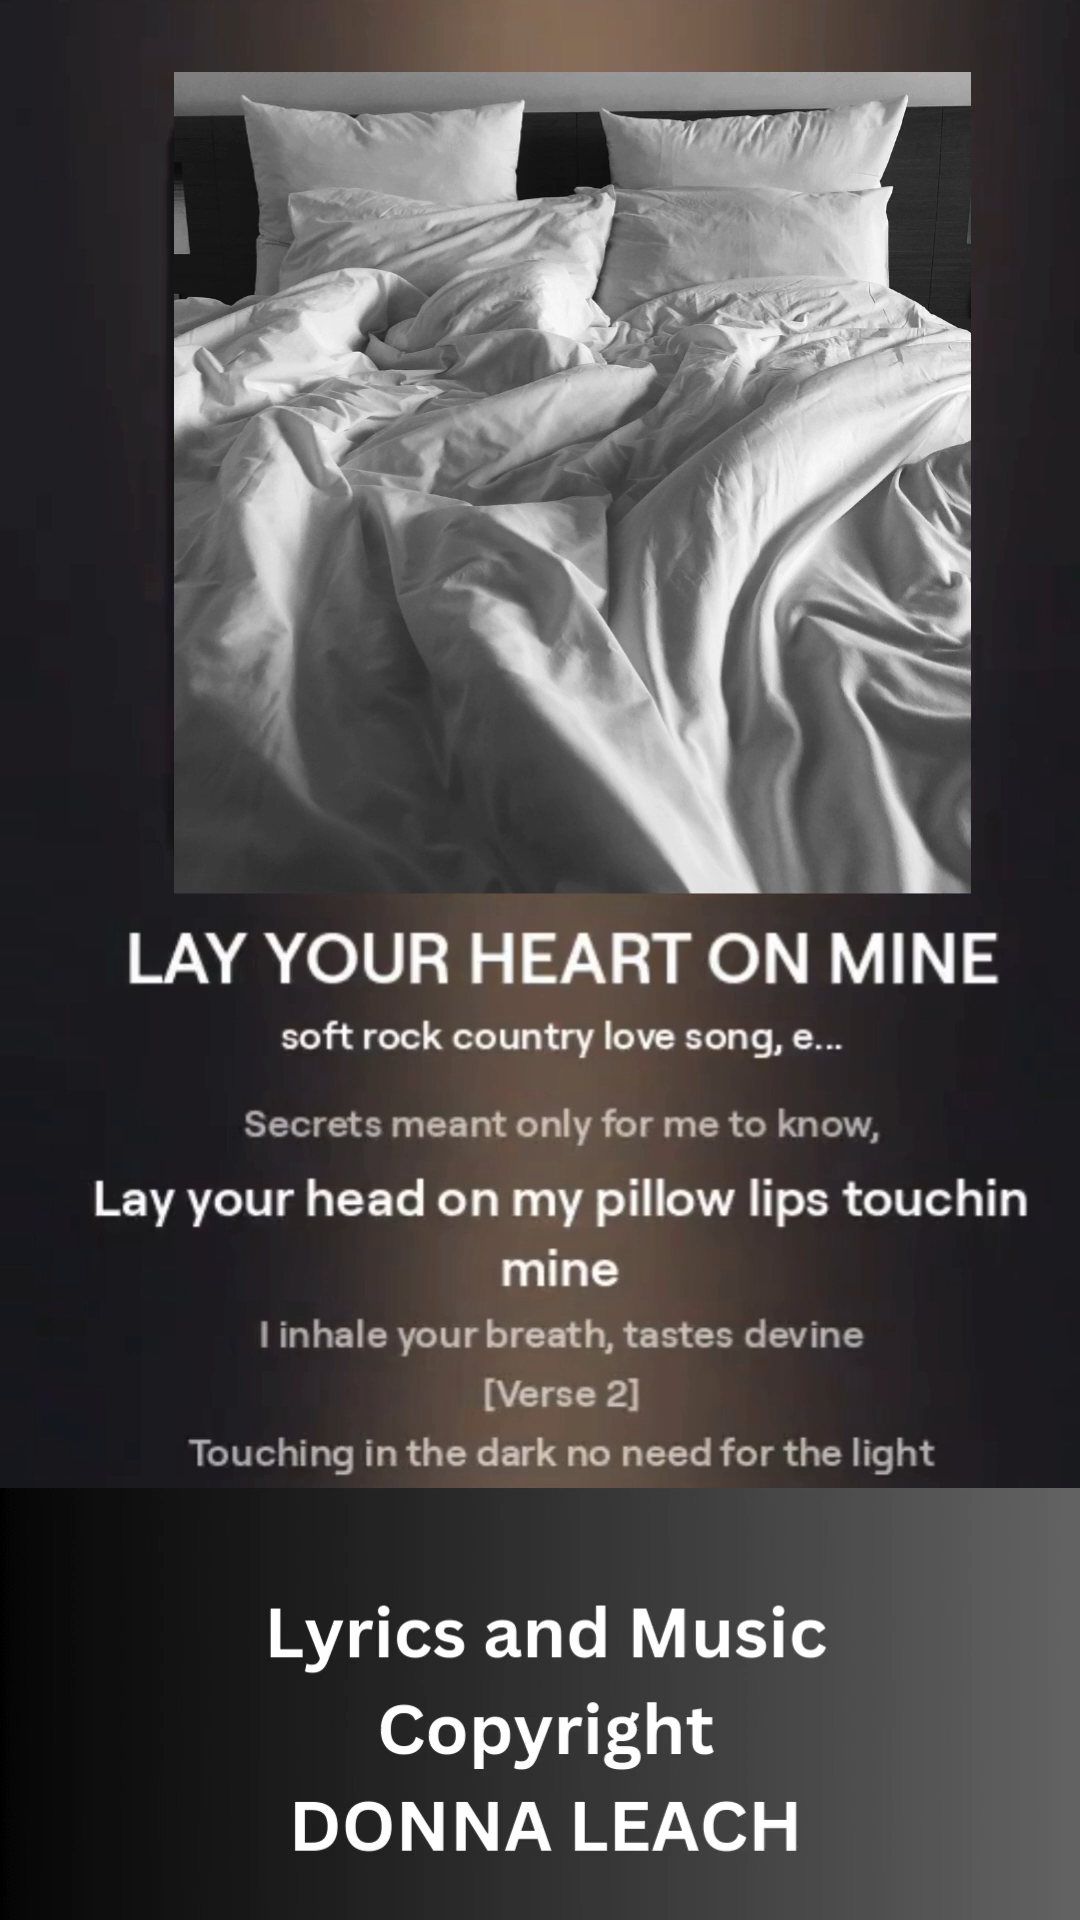 LAY YOUR HEART ON MINE
soft rock country love song, e...
Secrets meant only for me to know,
Lay your head on my pillow lips touchin
mine
I inhale your breath, tastes devine
[Verse 2]
Touching in the dark no need for the light
Lyrics and Music
Copyright
DONNA LEACH